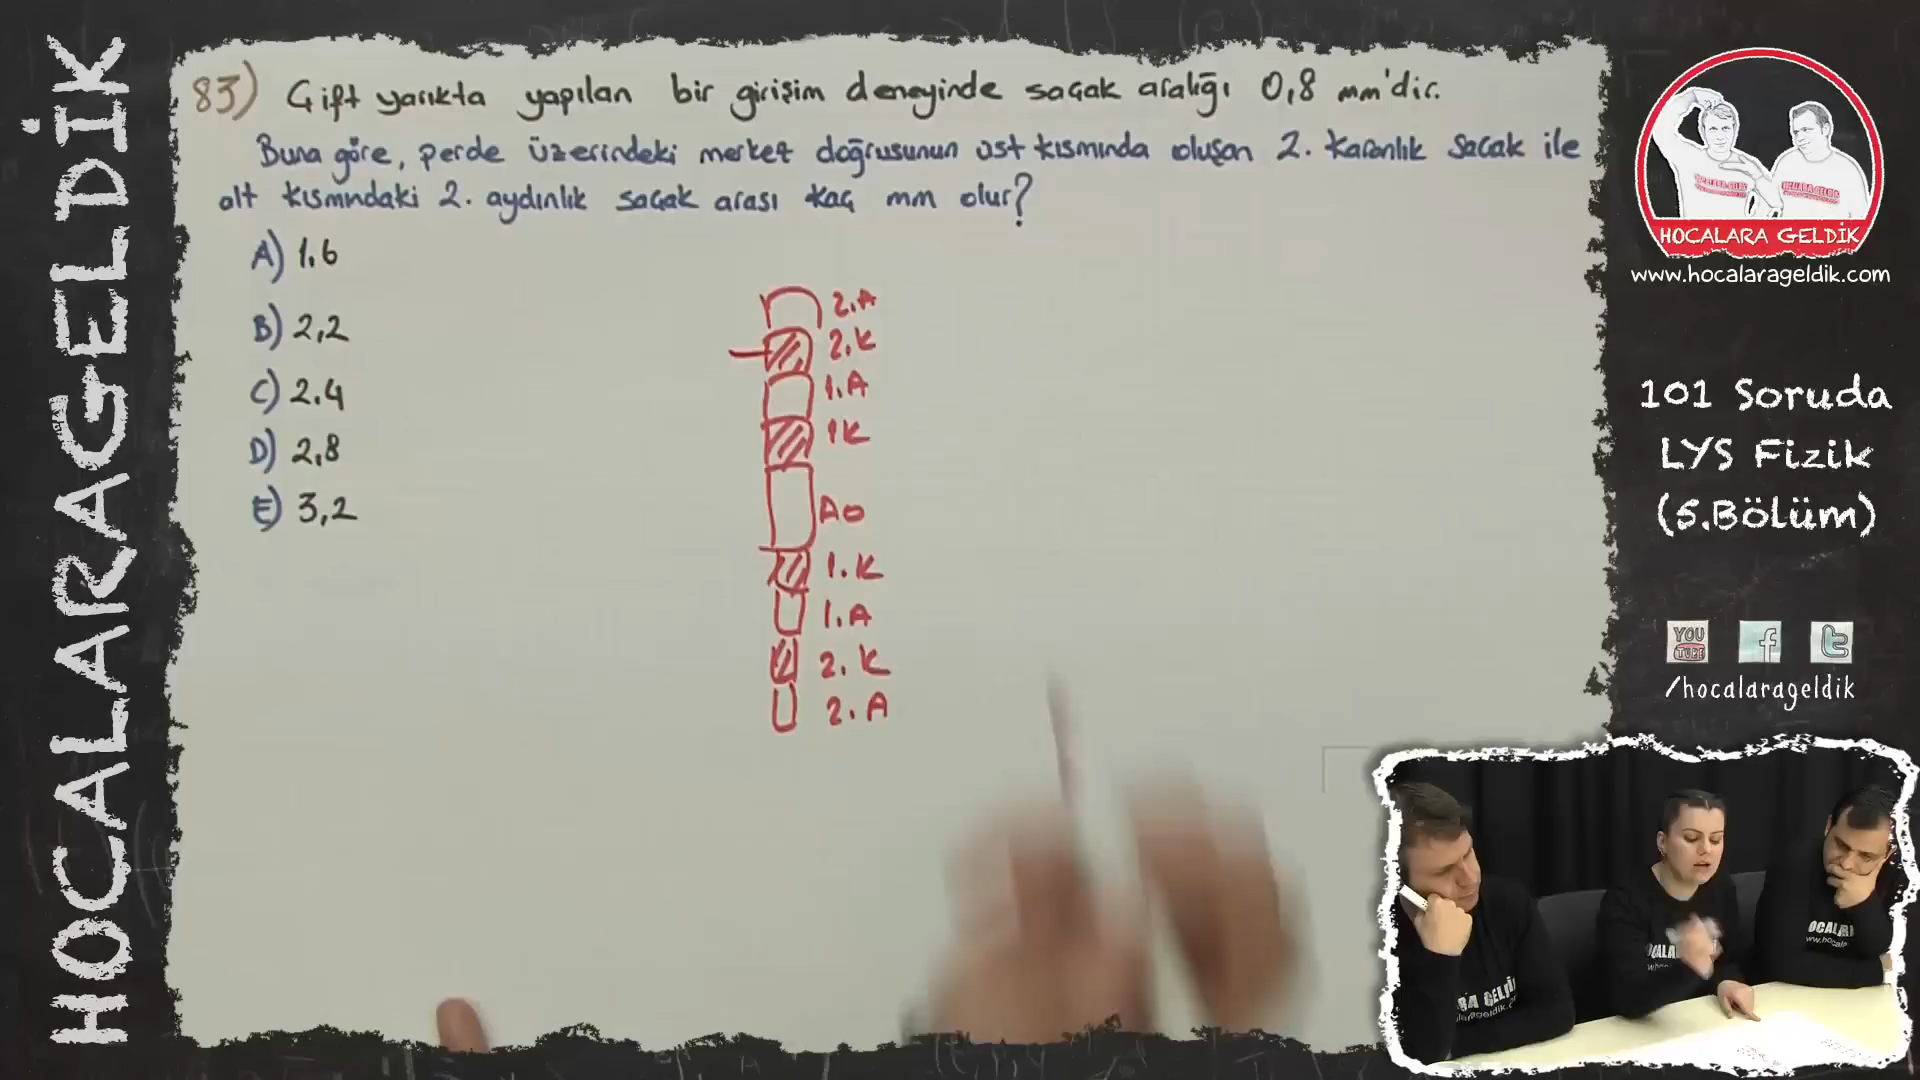 HOCALARAGELDİK
83) Çift yarıkta yapılan bir girişim deneyinde saçak aralığı 0,8 mm'dir.
Buna göre, perde üzerindeki merkez doğrusunun üst kısmında oluşan 2. karanlık saçak ile
alt kısmındaki 2. aydınlık saçak arası kaç mm olur?
A) 1,6
B) 2,2
C) 2,4
D) 2,8
E) 3,2
2.A
2.K
1.A
1K
A0
1.K
1.A
2.K
2.A
HOCALARA GELDİK
www.hocalarageldik.com
101 Soruda
LYS Fizik
(5.Bölüm)
YOU
TUBE
f
t
/hocalarageldik